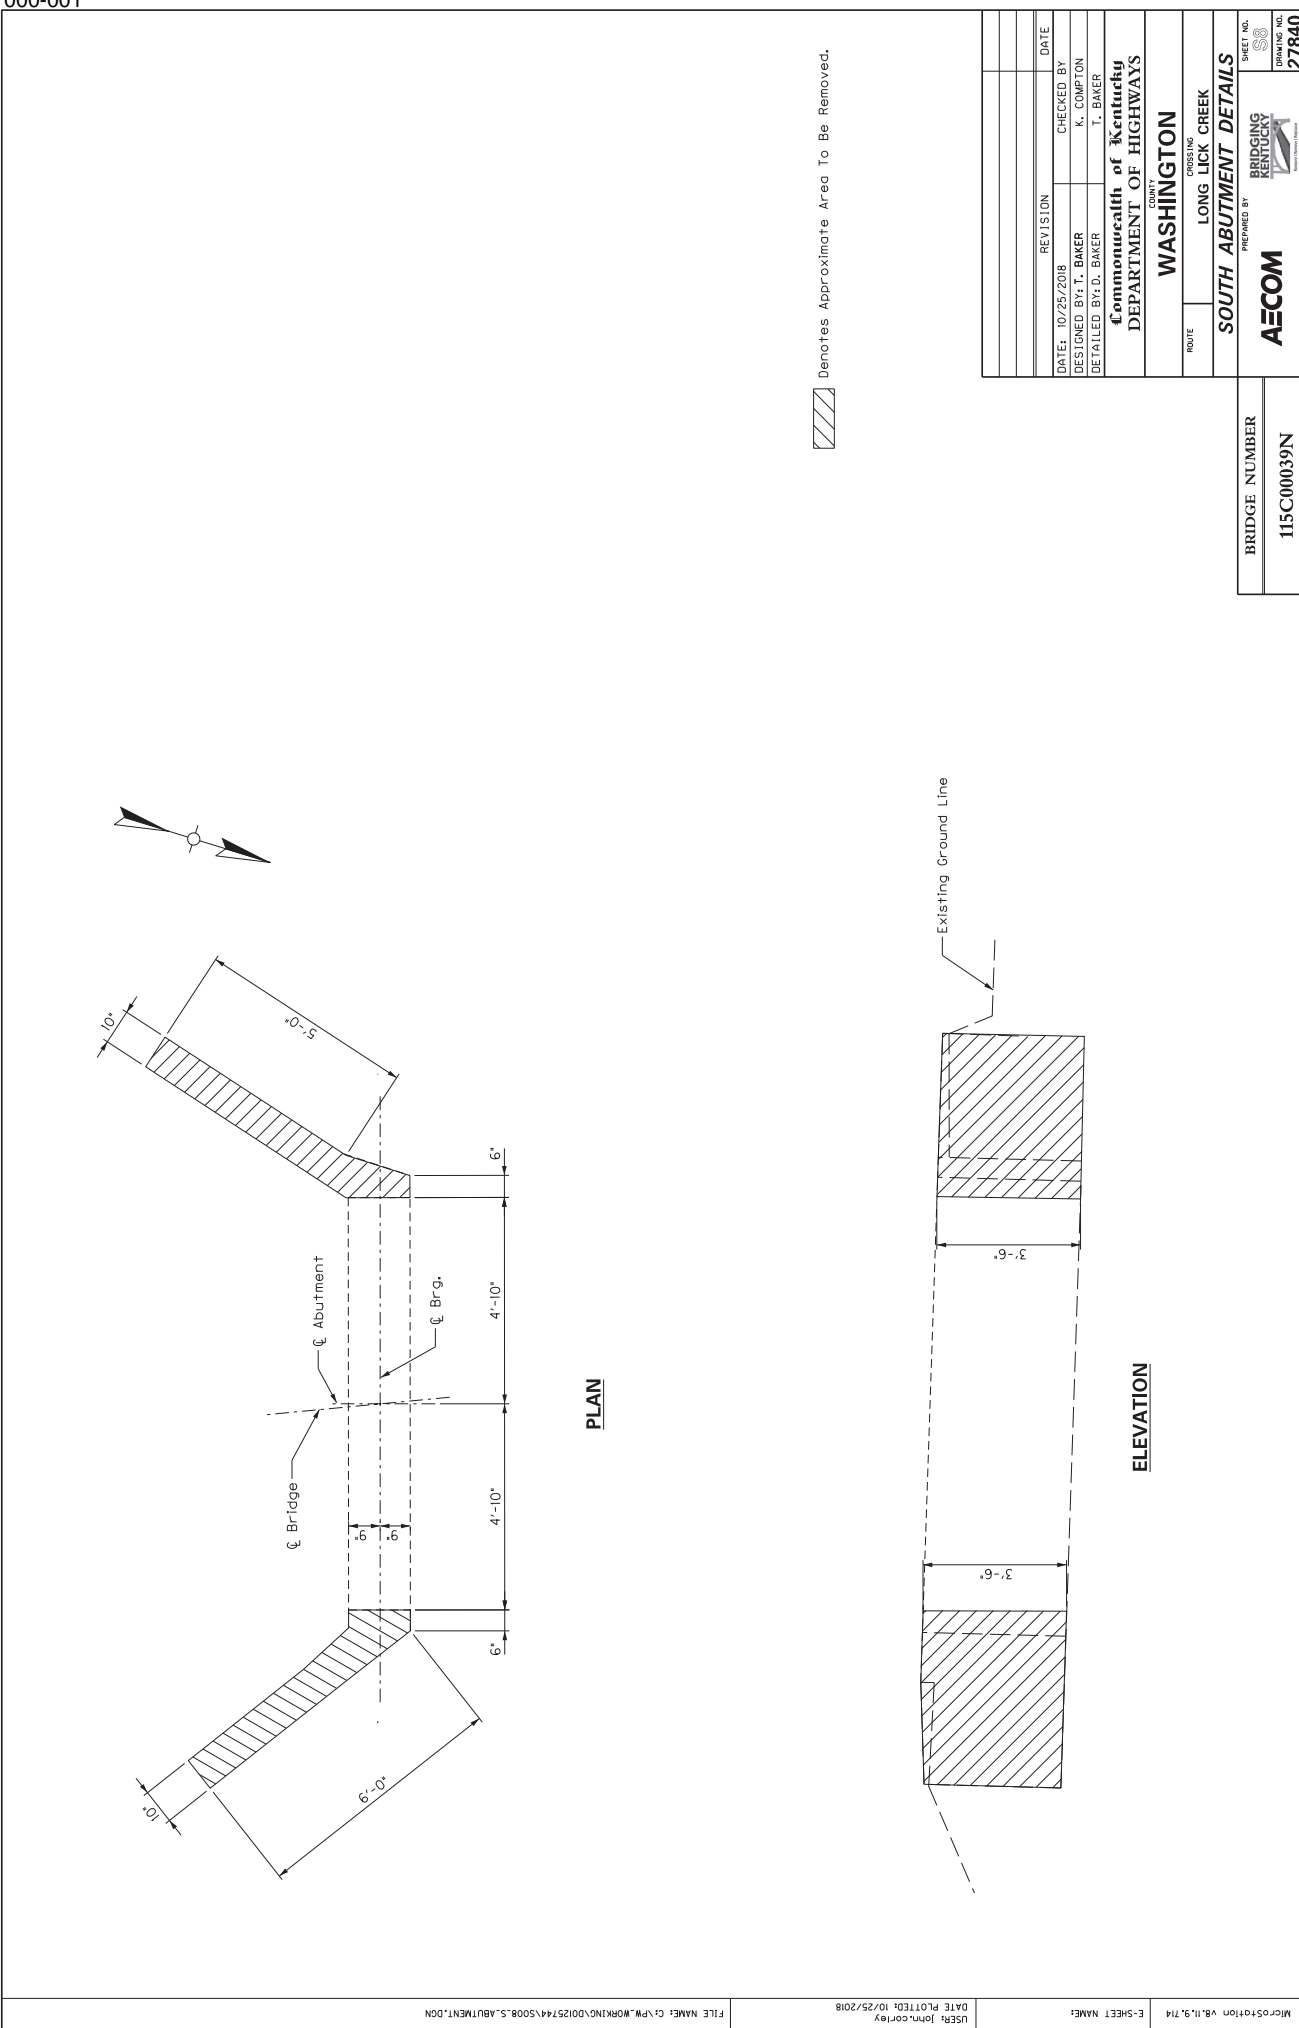 000-001
10"
5'-0"
6"
4'-10"
4'-10"
6"
9"
9"
℄ Abutment
℄ Brg.
℄ Bridge
6'-0"
10"
PLAN
Existing Ground Line
3'-6"
3'-6"
ELEVATION
Denotes Approximate Area To Be Removed.
REVISION DATE
DATE: 10/25/2018 CHECKED BY
DESIGNED BY: T. BAKER K. COMPTON
DETAILED BY: D. BAKER T. BAKER
Commonwealth of Kentucky
DEPARTMENT OF HIGHWAYS
COUNTY
WASHINGTON
ROUTE CROSSING
LONG LICK CREEK
SOUTH ABUTMENT DETAILS
PREPARED BY
AECOM
BRIDGING
KENTUCKY
SHEET NO.
S8
DRAWING NO.
27840
BRIDGE NUMBER
115C00039N
MicroStation v8.11.9.714
E-SHEET NAME:
USER: john.corley
DATE PLOTTED: 10/25/2018
FILE NAME: C:\PW_WORKING\D0125744\S008_S_ABUTMENT.DGN